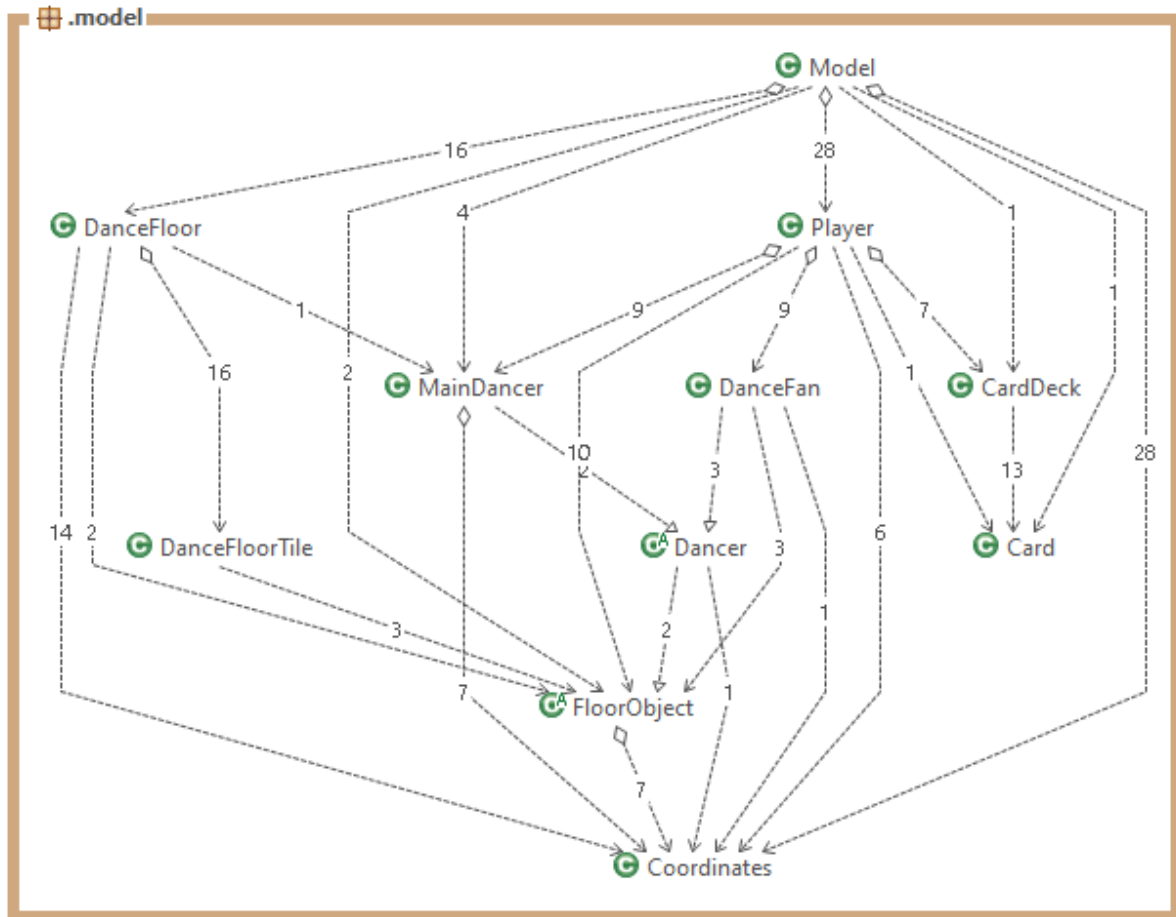 .model
C Model
16
28
2
4
1
1
28
C DanceFloor
C Player
1
16
9
9
7
1
C MainDancer
C DanceFan
C CardDeck
10
2
3
13
14
2
C DanceFloorTile
CA Dancer
3
6
C Card
3
2
1
7
1
CA FloorObject
7
C Coordinates